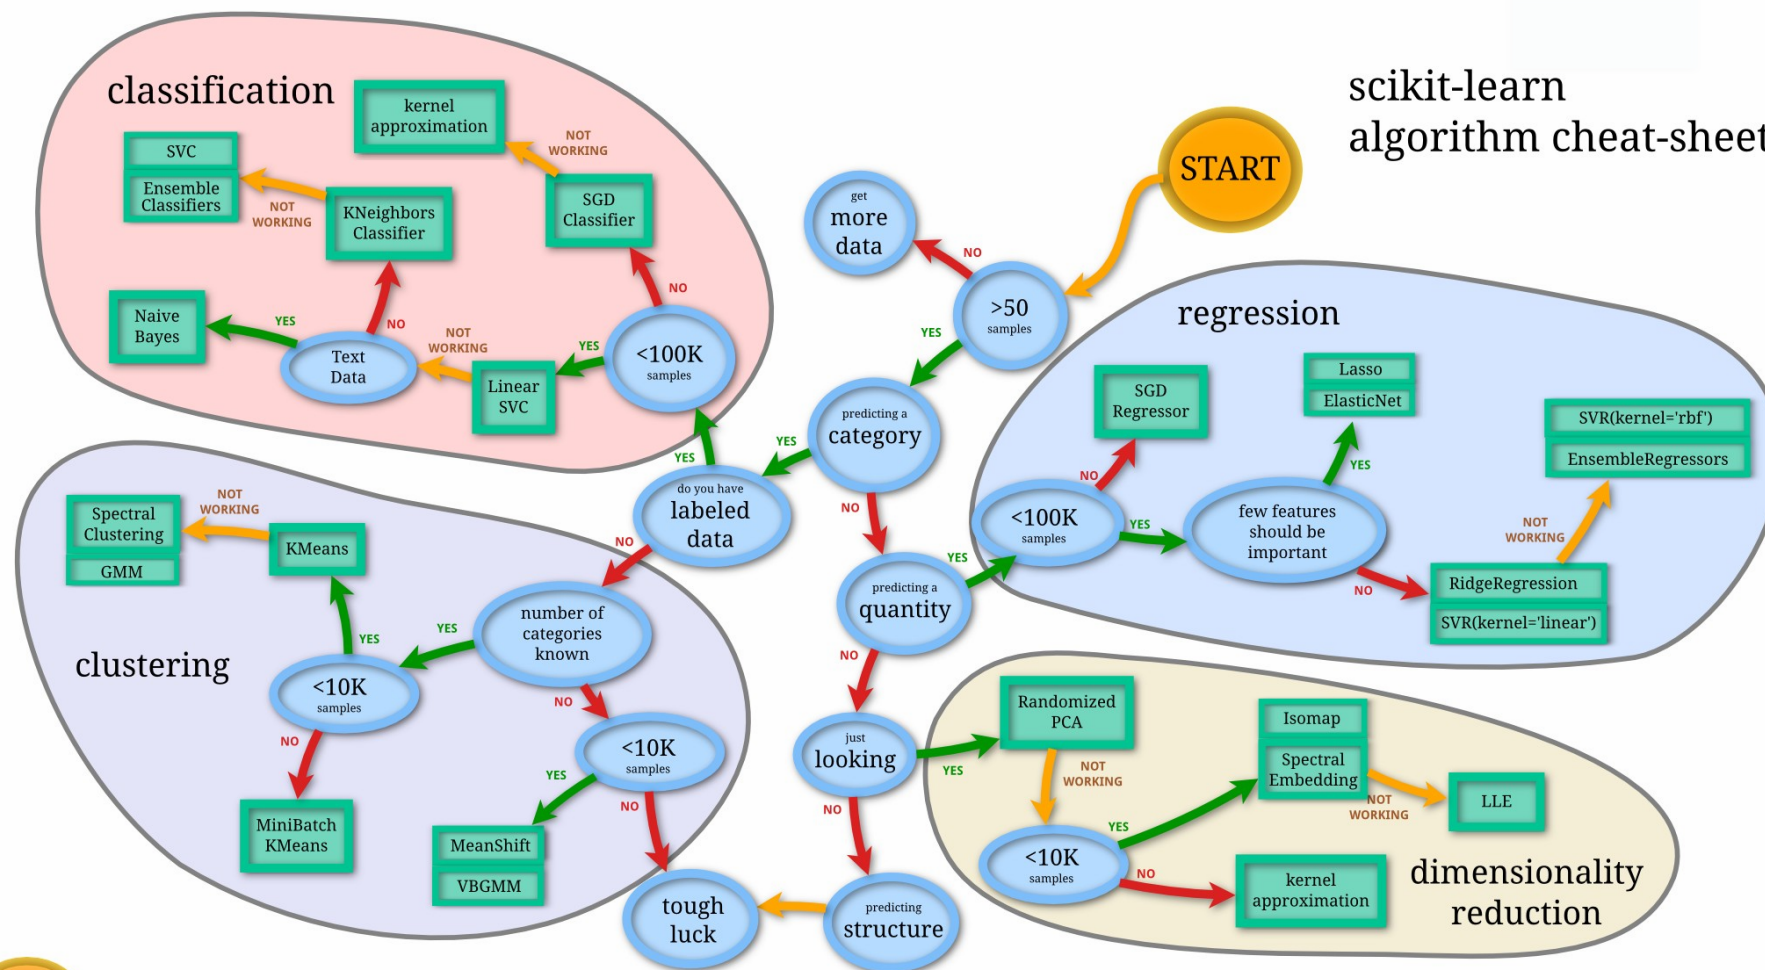 scikit-learn
algorithm cheat-sheet
START
get
more
data
NO
>50
samples
YES
predicting a
category
YES
NO
do you have
labeled
data
YES
NO
predicting a
quantity
YES
NO
just
looking
YES
NO
predicting
structure
tough
luck
classification
kernel
approximation
NOT
WORKING
SVC
Ensemble
Classifiers
NOT
WORKING
KNeighbors
Classifier
SGD
Classifier
NO
Naive
Bayes
YES
NO
Text
Data
NOT
WORKING
Linear
SVC
YES
<100K
samples
regression
SGD
Regressor
Lasso
ElasticNet
SVR(kernel='rbf')
EnsembleRegressors
NO
YES
<100K
samples
YES
few features
should be
important
NOT
WORKING
NO
RidgeRegression
SVR(kernel='linear')
clustering
Spectral
Clustering
GMM
NOT
WORKING
KMeans
YES
YES
number of
categories
known
<10K
samples
NO
NO
<10K
samples
YES
NO
MiniBatch
KMeans
MeanShift
VBGMM
dimensionality
reduction
Randomized
PCA
NOT
WORKING
Isomap
Spectral
Embedding
NOT
WORKING
LLE
YES
<10K
samples
NO
kernel
approximation